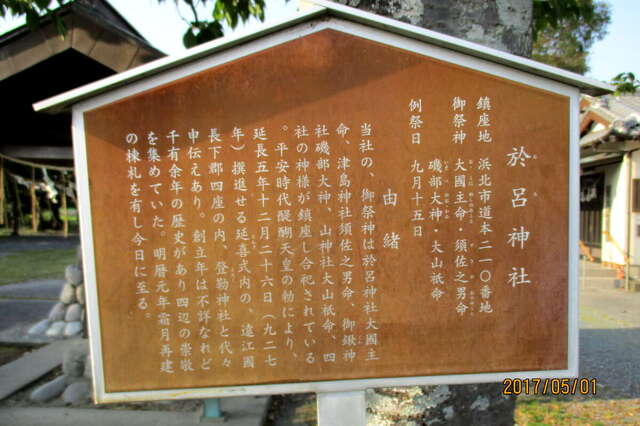 於呂神社
鎮座地 浜北市道本二一〇番地
御祭神 大國主命・須佐之男命
磯部大神・大山祇命
例祭日 九月十五日
由緒
当社の、御祭神は於呂神社大國主
命、津島神社須佐之男命、御鍬神
社磯部大神、山神社大山祇命、四
社の神様が鎮座し合祀されている
。平安時代醍醐天皇の勅により、
延長五年十二月二十六日（九二七
年）撰進せる延喜式内の、遠江國
長下郡四座の内、登勒神社と代々
申伝えあり。創立年は不詳なれど
千有余年の歴史があり四辺の崇敬
を集めていた。明暦元年霜月再建
の棟札を有し今日に至る。
2017/05/01